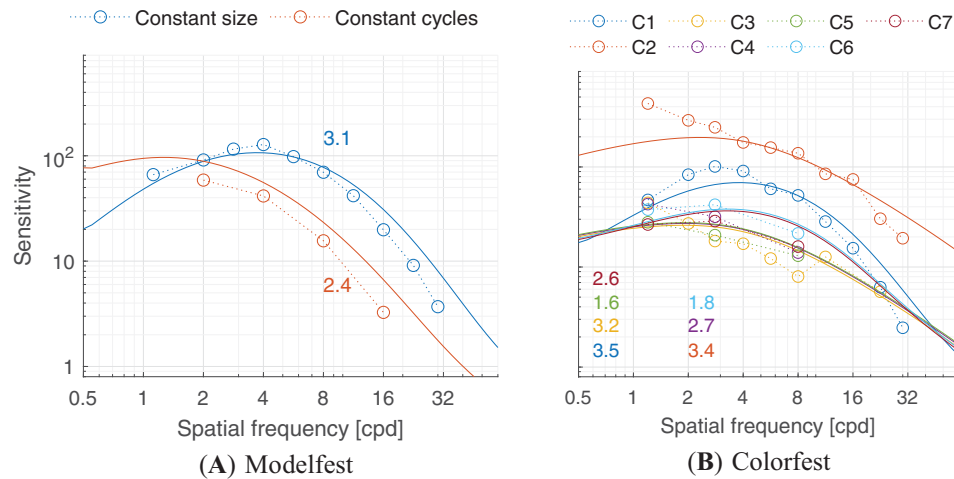 Constant size Constant cycles
Sensitivity
10^2
10
1
3.1
2.4
0.5 1 2 4 8 16 32
Spatial frequency [cpd]
(A) Modelfest
C1 C3 C5 C7
C2 C4 C6
2.6
1.6 1.8
3.2 2.7
3.5 3.4
0.5 1 2 4 8 16 32
Spatial frequency [cpd]
(B) Colorfest